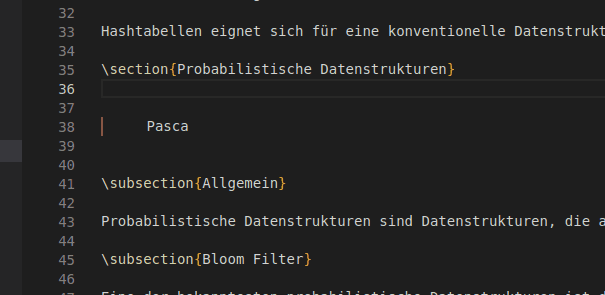 32
33 Hashtabellen eignet sich für eine konventionelle Datenstrukt
34
35 \section{Probabilistische Datenstrukturen}
36
37
38 Pasca
39
40
41 \subsection{Allgemein}
42
43 Probabilistische Datenstrukturen sind Datenstrukturen, die a
44
45 \subsection{Bloom Filter}
46